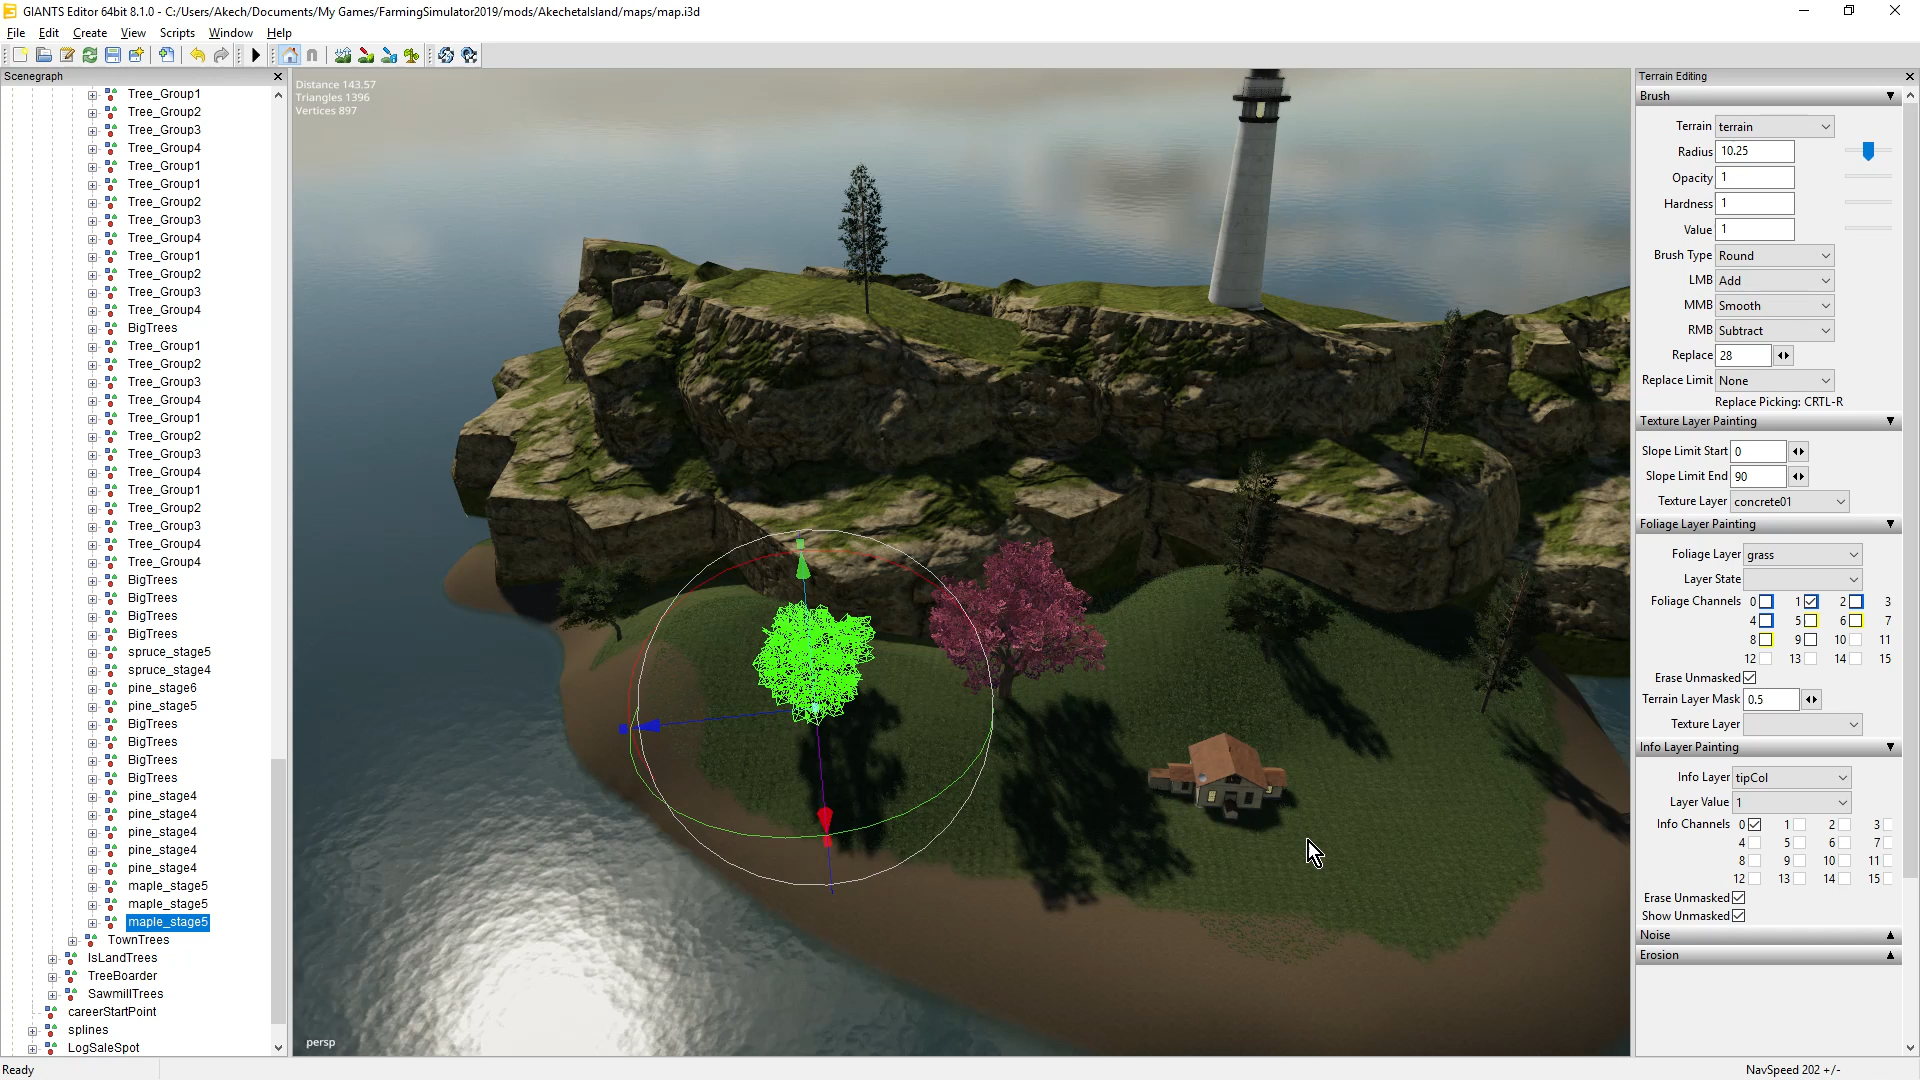 GIANTS Editor 64bit 8.1.0 - C:/Users/Akech/Documents/My Games/FarmingSimulator2019/mods/AkechetaIsland/maps/map.i3d
File Edit Create View Scripts Window Help
Scenegraph
Tree_Group1
Tree_Group2
Tree_Group3
Tree_Group4
Tree_Group1
Tree_Group1
Tree_Group2
Tree_Group3
Tree_Group4
Tree_Group1
Tree_Group2
Tree_Group3
Tree_Group4
BigTrees
Tree_Group1
Tree_Group2
Tree_Group3
Tree_Group4
Tree_Group1
Tree_Group2
Tree_Group3
Tree_Group4
Tree_Group1
Tree_Group2
Tree_Group3
Tree_Group4
Tree_Group4
BigTrees
BigTrees
BigTrees
BigTrees
spruce_stage5
spruce_stage4
pine_stage6
pine_stage5
BigTrees
BigTrees
BigTrees
BigTrees
pine_stage4
pine_stage4
pine_stage4
pine_stage4
pine_stage4
maple_stage5
maple_stage5
maple_stage5
TownTrees
IsLandTrees
TreeBoarder
SawmillTrees
careerStartPoint
splines
LogSaleSpot
Distance 143.57
Triangles 1396
Vertices 897
persp
Terrain Editing
Brush
Terrain terrain
Radius 10.25
Opacity 1
Hardness 1
Value 1
Brush Type Round
LMB Add
MMB Smooth
RMB Subtract
Replace 28
Replace Limit None
Replace Picking: CRTL-R
Texture Layer Painting
Slope Limit Start 0
Slope Limit End 90
Texture Layer concrete01
Foliage Layer Painting
Foliage Layer grass
Layer State
Foliage Channels 0 1 2 3
4 5 6 7
8 9 10 11
12 13 14 15
Erase Unmasked
Terrain Layer Mask 0.5
Texture Layer
Info Layer Painting
Info Layer tipCol
Layer Value 1
Info Channels 0 1 2 3
4 5 6 7
8 9 10 11
12 13 14 15
Erase Unmasked
Show Unmasked
Noise
Erosion
Ready
NavSpeed 202 +/-